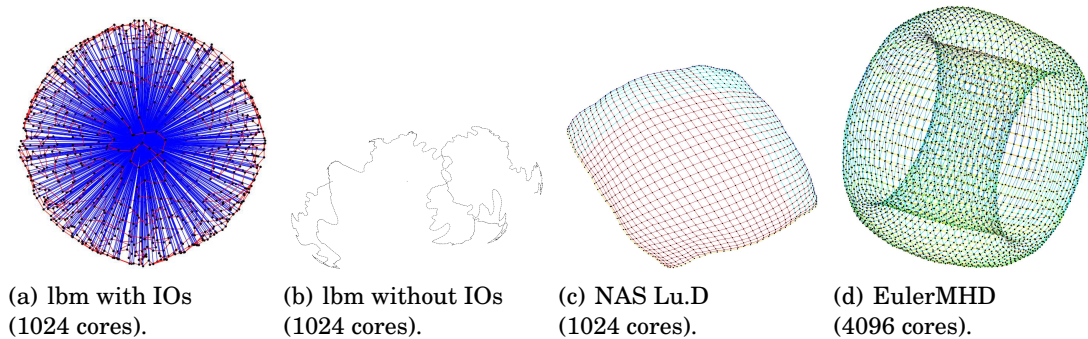 (a) lbm with IOs
(1024 cores).
(b) lbm without IOs
(1024 cores).
(c) NAS Lu.D
(1024 cores).
(d) EulerMHD
(4096 cores).